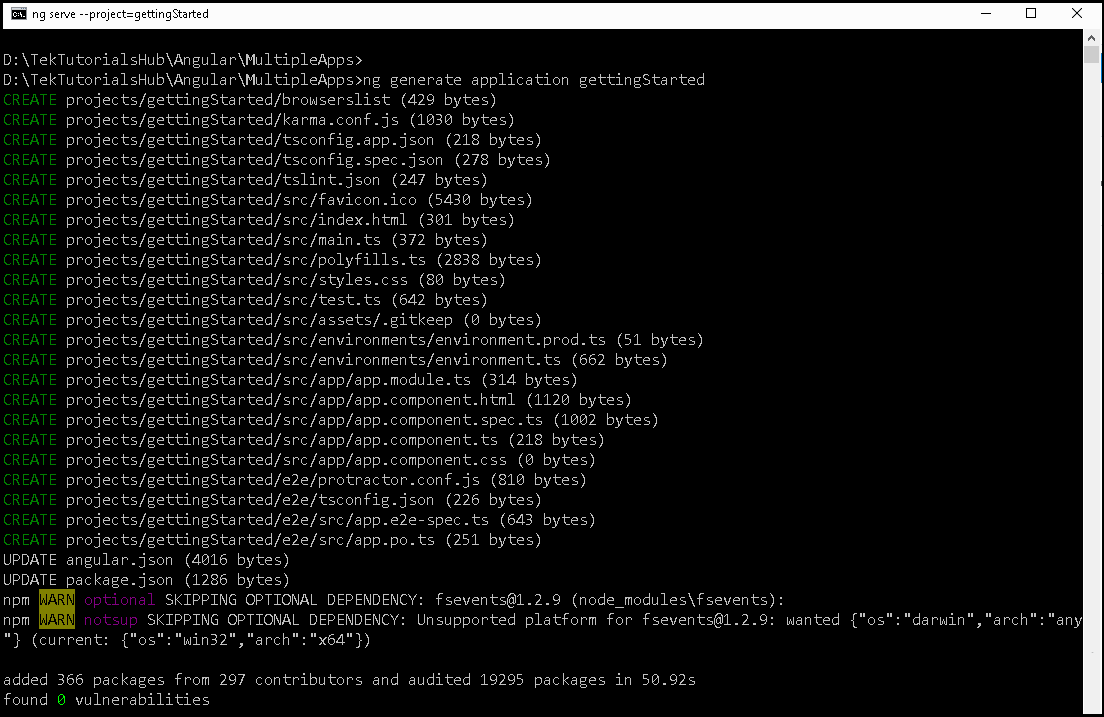 ng serve --project=gettingStarted
D:\TekTutorialsHub\Angular\MultipleApps>
D:\TekTutorialsHub\Angular\MultipleApps>ng generate application gettingStarted
CREATE projects/gettingStarted/browserslist (429 bytes)
CREATE projects/gettingStarted/karma.conf.js (1030 bytes)
CREATE projects/gettingStarted/tsconfig.app.json (218 bytes)
CREATE projects/gettingStarted/tsconfig.spec.json (278 bytes)
CREATE projects/gettingStarted/tslint.json (247 bytes)
CREATE projects/gettingStarted/src/favicon.ico (5430 bytes)
CREATE projects/gettingStarted/src/index.html (301 bytes)
CREATE projects/gettingStarted/src/main.ts (372 bytes)
CREATE projects/gettingStarted/src/polyfills.ts (2838 bytes)
CREATE projects/gettingStarted/src/styles.css (80 bytes)
CREATE projects/gettingStarted/src/test.ts (642 bytes)
CREATE projects/gettingStarted/src/assets/.gitkeep (0 bytes)
CREATE projects/gettingStarted/src/environments/environment.prod.ts (51 bytes)
CREATE projects/gettingStarted/src/environments/environment.ts (662 bytes)
CREATE projects/gettingStarted/src/app/app.module.ts (314 bytes)
CREATE projects/gettingStarted/src/app/app.component.html (1120 bytes)
CREATE projects/gettingStarted/src/app/app.component.spec.ts (1002 bytes)
CREATE projects/gettingStarted/src/app/app.component.ts (218 bytes)
CREATE projects/gettingStarted/src/app/app.component.css (0 bytes)
CREATE projects/gettingStarted/e2e/protractor.conf.js (810 bytes)
CREATE projects/gettingStarted/e2e/tsconfig.json (226 bytes)
CREATE projects/gettingStarted/e2e/src/app.e2e-spec.ts (643 bytes)
CREATE projects/gettingStarted/e2e/src/app.po.ts (251 bytes)
UPDATE angular.json (4016 bytes)
UPDATE package.json (1286 bytes)
npm WARN optional SKIPPING OPTIONAL DEPENDENCY: fsevents@1.2.9 (node_modules\fsevents):
npm WARN notsup SKIPPING OPTIONAL DEPENDENCY: Unsupported platform for fsevents@1.2.9: wanted {"os":"darwin","arch":"any
"} (current: {"os":"win32","arch":"x64"})
added 366 packages from 297 contributors and audited 19295 packages in 50.92s
found 0 vulnerabilities